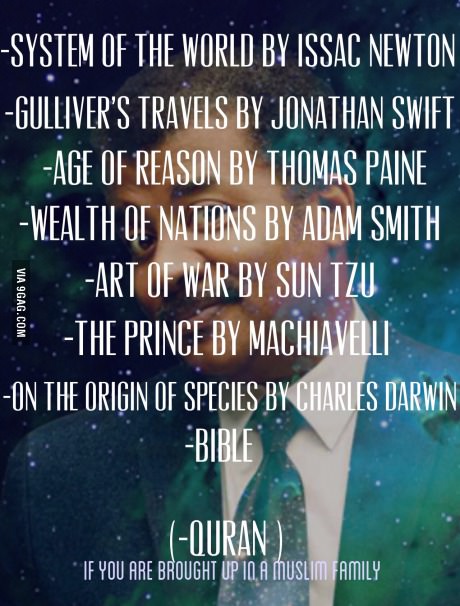 -SYSTEM OF THE WORLD BY ISSAC NEWTON
-GULLIVER'S TRAVELS BY JONATHAN SWIFT
-AGE OF REASON BY THOMAS PAINE
-WEALTH OF NATIONS BY ADAM SMITH
-ART OF WAR BY SUN TZU
-THE PRINCE BY MACHIAVELLI
-ON THE ORIGIN OF SPECIES BY CHARLES DARWIN
-BIBLE
(-QURAN )
IF YOU ARE BROUGHT UP IN A MUSLIM FAMILY
VIA 9GAG.COM